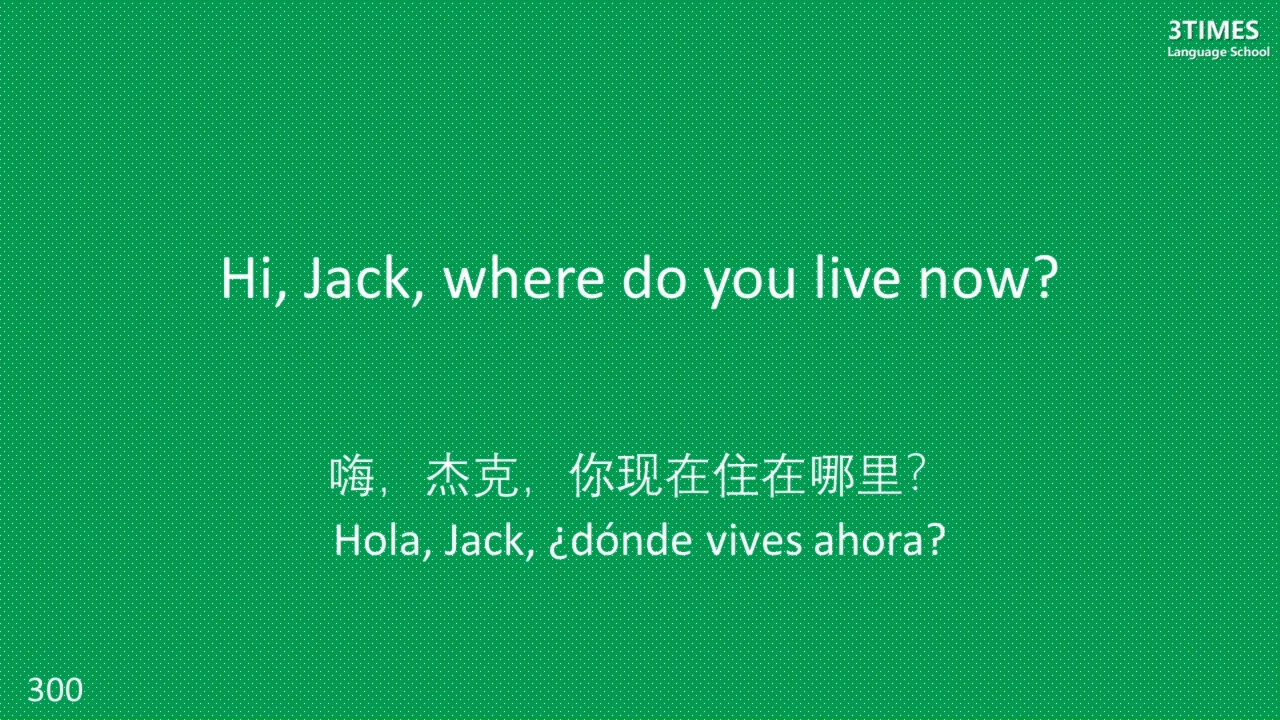 3TIMES
Language School
Hi, Jack, where do you live now?
嗨，杰克，你现在住在哪里？
Hola, Jack, ¿dónde vives ahora?
300